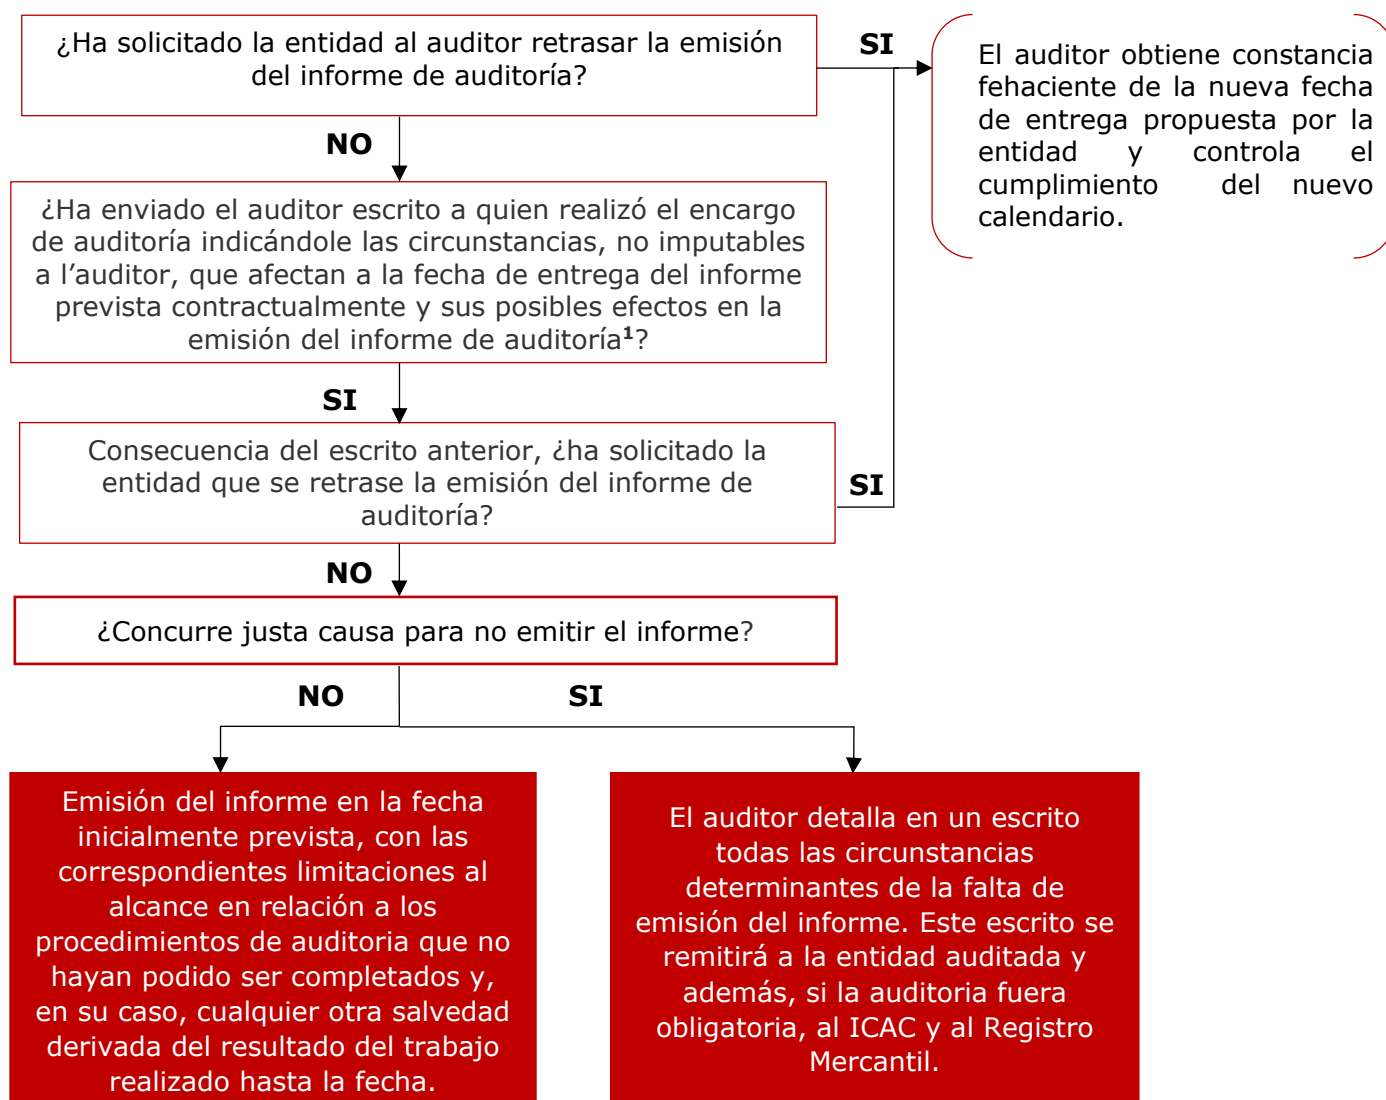 ¿Ha solicitado la entidad al auditor retrasar la emisión
del informe de auditoría?
SI
El auditor obtiene constancia
fehaciente de la nueva fecha
de entrega propuesta por la
entidad y controla el
cumplimiento del nuevo
calendario.
NO
¿Ha enviado el auditor escrito a quien realizó el encargo
de auditoría indicándole las circunstancias, no imputables
a l’auditor, que afectan a la fecha de entrega del informe
prevista contractualmente y sus posibles efectos en la
emisión del informe de auditoría¹?
SI
Consecuencia del escrito anterior, ¿ha solicitado la
entidad que se retrase la emisión del informe de
auditoría?
SI
NO
¿Concurre justa causa para no emitir el informe?
NO
SI
Emisión del informe en la fecha
inicialmente prevista, con las
correspondientes limitaciones al
alcance en relación a los
procedimientos de auditoria que no
hayan podido ser completados y,
en su caso, cualquier otra salvedad
derivada del resultado del trabajo
realizado hasta la fecha.
El auditor detalla en un escrito
todas las circunstancias
determinantes de la falta de
emisión del informe. Este escrito se
remitirá a la entidad auditada y
además, si la auditoria fuera
obligatoria, al ICAC y al Registro
Mercantil.